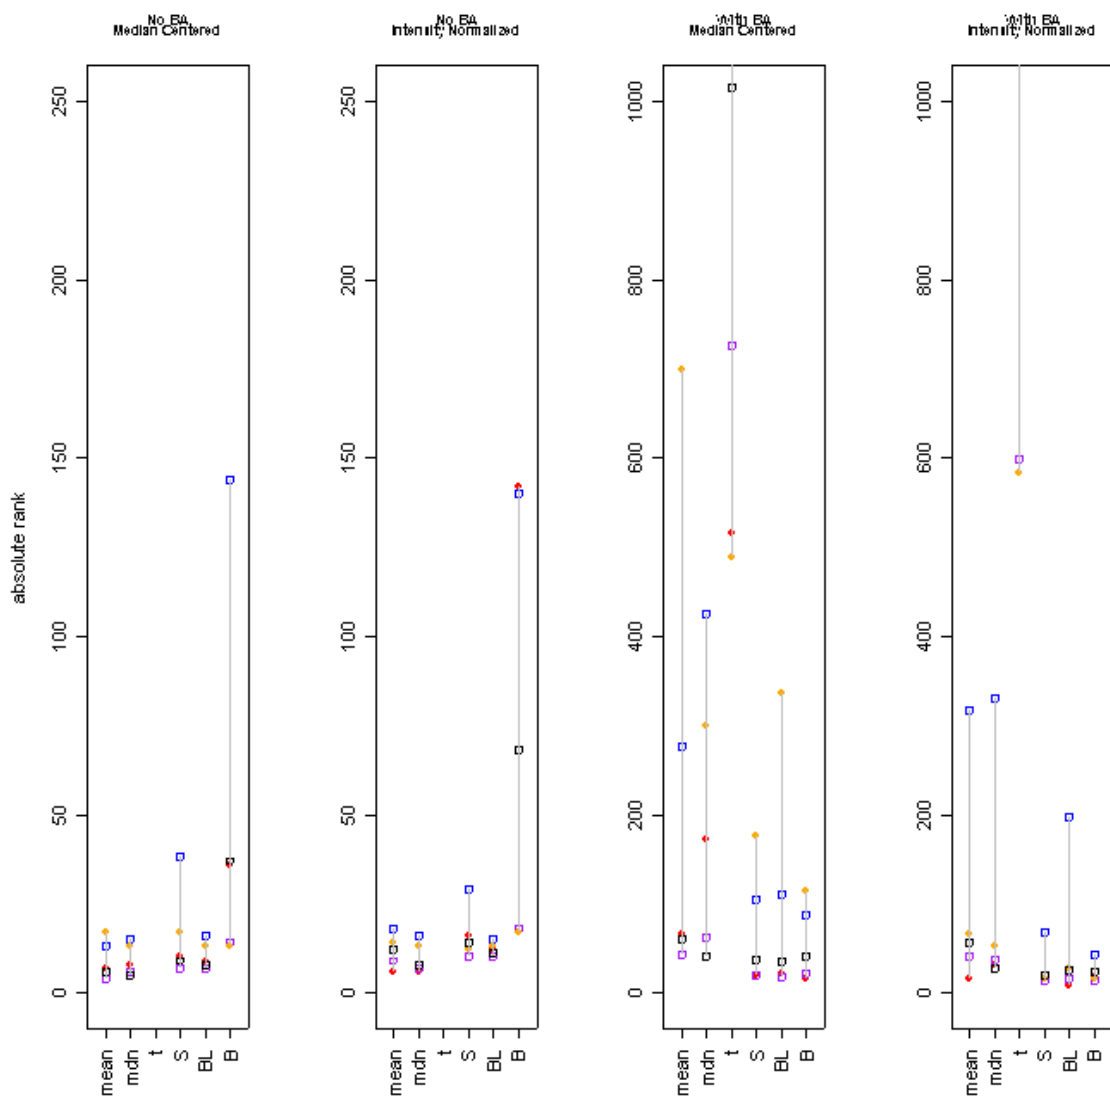 No BA
Median Centered
No BA
Intensity Normalized
With BA
Median Centered
With BA
Intensity Normalized
absolute rank
250
200
150
100
50
0
mean
mdn
t
S
BL
B
250
200
150
100
50
0
mean
mdn
t
S
BL
B
1000
800
600
400
200
0
mean
mdn
t
S
BL
B
1000
800
600
400
200
0
mean
mdn
t
S
BL
B